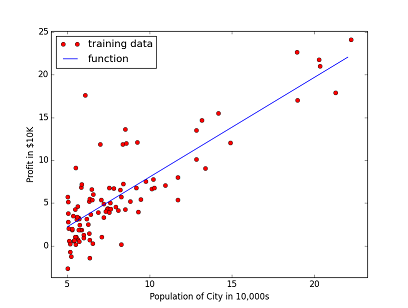 25
20
15
10
5
0
Profit in $10K
training data
function
5
10
15
20
Population of City in 10,000s